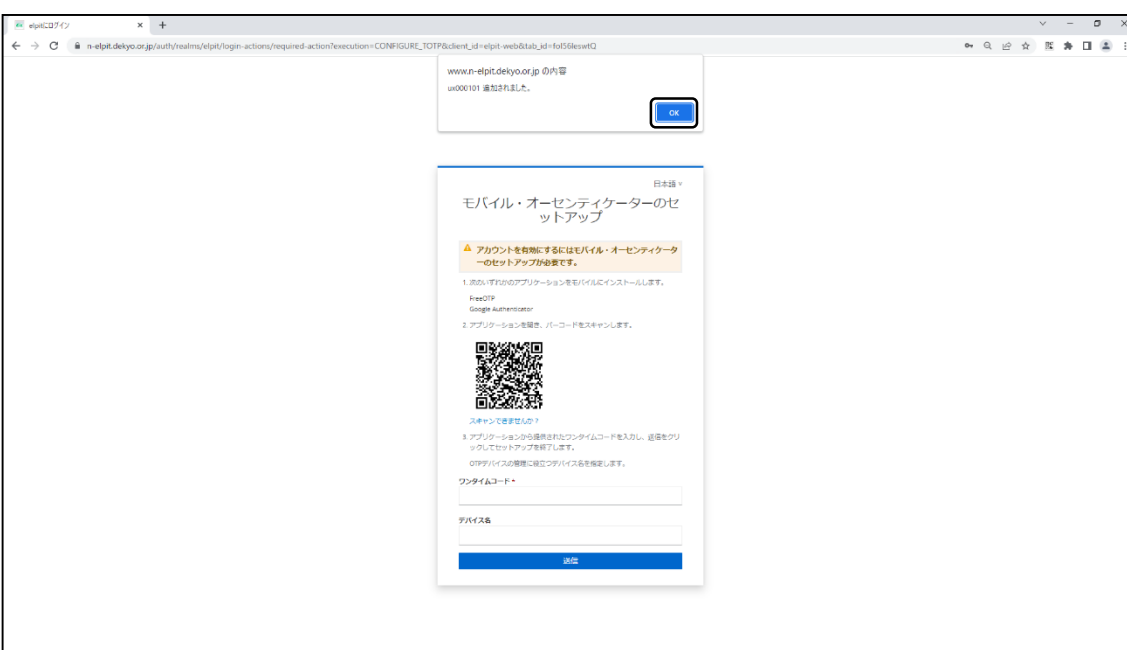 elpitにログイン
n-elpit.dekyo.or.jp/auth/realms/elpit/login-actions/required-action?execution=CONFIGURE_TOTP&client_id=elpit-web&tab_id=fol56leswtQ
www.n-elpit.dekyo.or.jp の内容
ux000101 追加されました。
OK
日本語
モバイル・オーセンティケーターのセ
ットアップ
アカウントを有効にするにはモバイル・オーセンティケータ
ーのセットアップが必要です。
1. 次のいずれかのアプリケーションをモバイルにインストールします。
FreeOTP
Google Authenticator
2. アプリケーションを開き、バーコードをスキャンします。
スキャンできませんか?
3. アプリケーションから提供されたワンタイムコードを入力し、送信をクリ
ックしてセットアップを終了します。
OTPデバイスの管理に役立つデバイス名を指定します。
ワンタイムコード *
デバイス名
送信